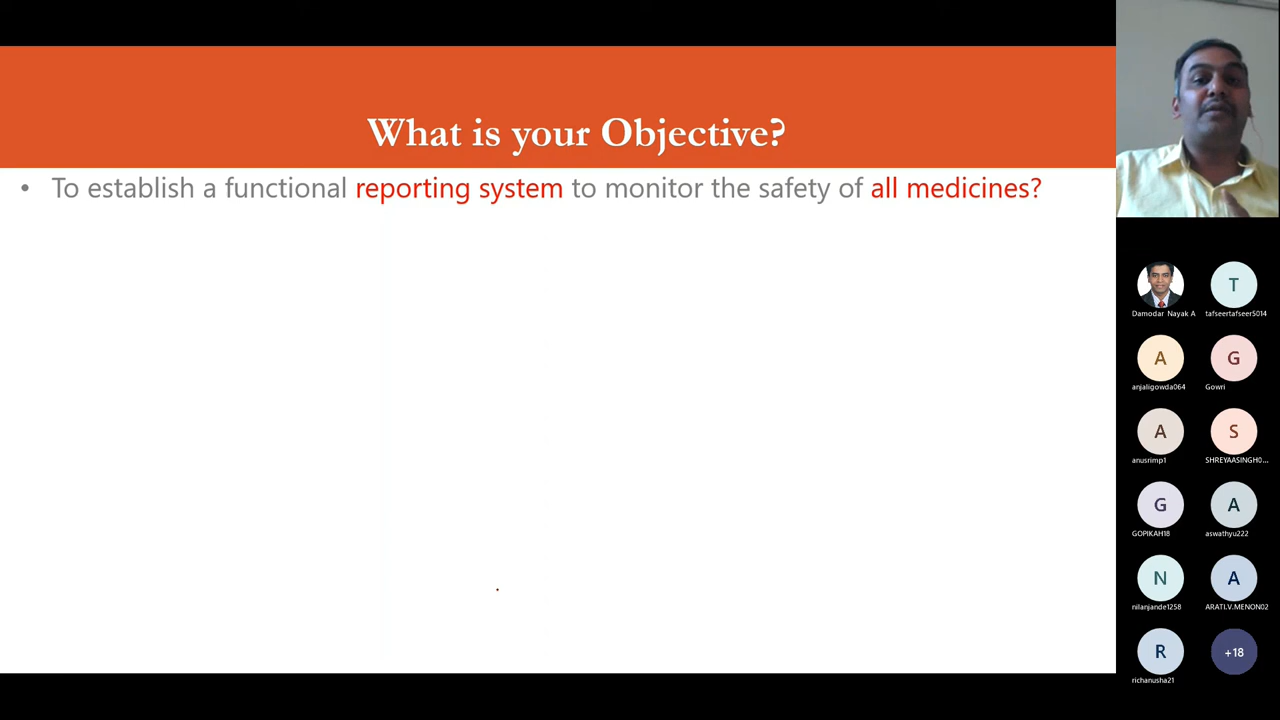 What is your Objective?
• To establish a functional reporting system to monitor the safety of all medicines?
Damodar Nayak A
tafseertafseer5014
A
G
anjaligowda064
Gowri
A
S
anusrimp1
SHREYAASINGH0...
G
A
GOPIKAH18
aswathyu222
N
A
nilanjande1258
ARATI.V.MENON02
R
+18
richanusha21
T